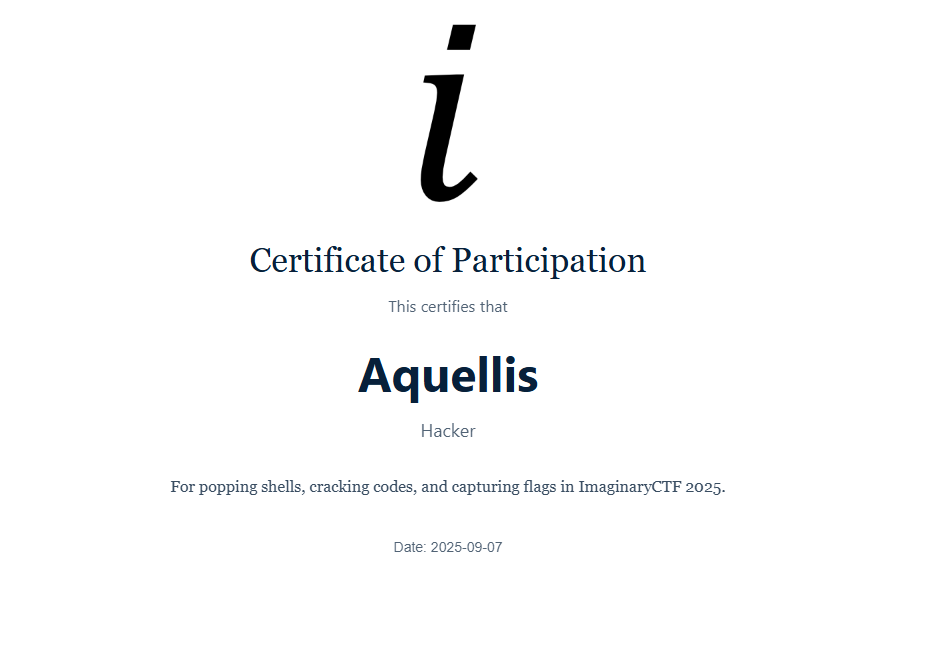 i
Certificate of Participation
This certifies that
Aquellis
Hacker
For popping shells, cracking codes, and capturing flags in ImaginaryCTF 2025.
Date: 2025-09-07